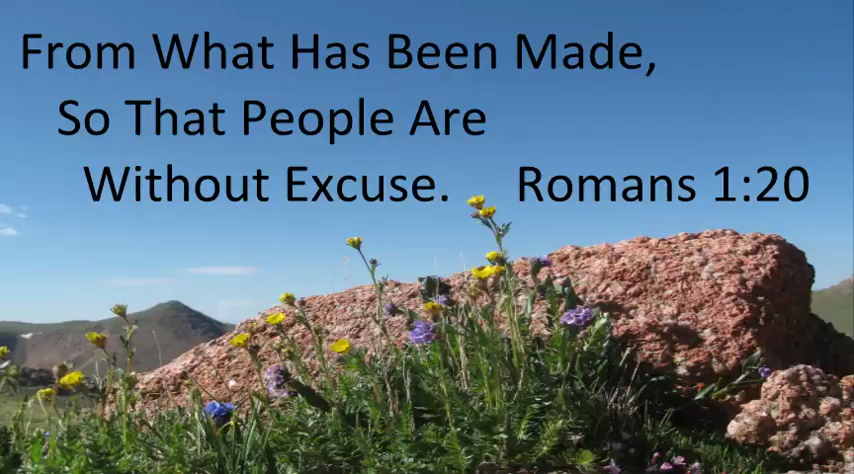 From What Has Been Made,
So That People Are
Without Excuse. Romans 1:20